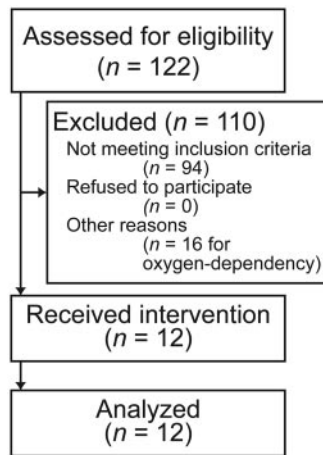 Assessed for eligibility
(n = 122)
Excluded (n = 110)
Not meeting inclusion criteria
(n = 94)
Refused to participate
(n = 0)
Other reasons
(n = 16 for
oxygen-dependency)
Received intervention
(n = 12)
Analyzed
(n = 12)